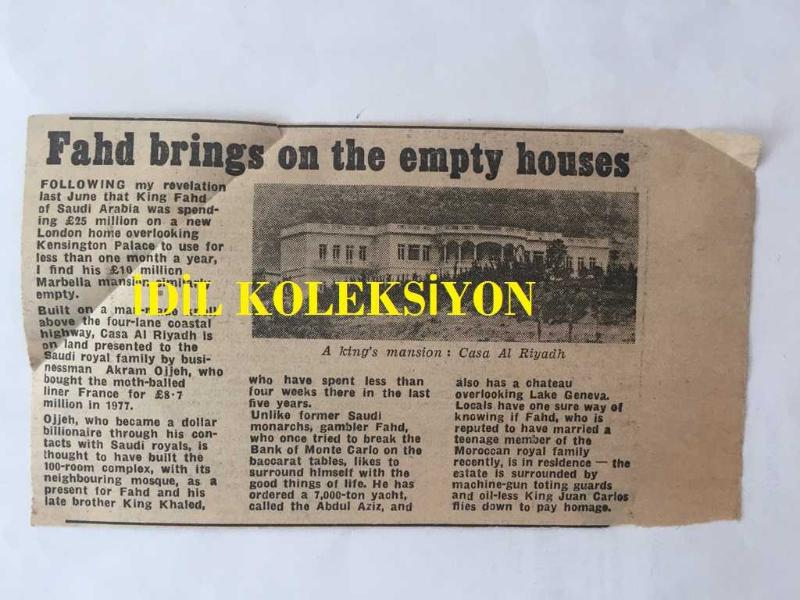 Fahd brings on the empty houses
FOLLOWING my revelation
last June that King Fahd
of Saudi Arabia was spend-
ing £25 million on a new
London home overlooking
Kensington Palace to use for
less than one month a year,
I find his £10 million
Marbella mansion similarly
empty.
Built on a man-made knoll
above the four-lane coastal
highway, Casa Al Riyadh is
on land presented to the
Saudi royal family by busi-
nessman Akram Ojjeh, who
bought the moth-balled
liner France for £8·7
million in 1977.
Ojjeh, who became a dollar
billionaire through his con-
tacts with Saudi royals, is
thought to have built the
100-room complex, with its
neighbouring mosque, as a
present for Fahd and his
late brother King Khaled,
İDİL KOLEKSİYON
A king's mansion : Casa Al Riyadh
who have spent less than
four weeks there in the last
five years.
Unlike former Saudi
monarchs, gambler Fahd,
who once tried to break the
Bank of Monte Carlo on the
baccarat tables, likes to
surround himself with the
good things of life. He has
ordered a 7,000-ton yacht,
called the Abdul Aziz, and
also has a chateau
overlooking Lake Geneva.
Locals have one sure way of
knowing if Fahd, who is
reputed to have married a
teenage member of the
Moroccan royal family
recently, is in residence — the
estate is surrounded by
machine-gun toting guards
and oil-less King Juan Carlos
flies down to pay homage.